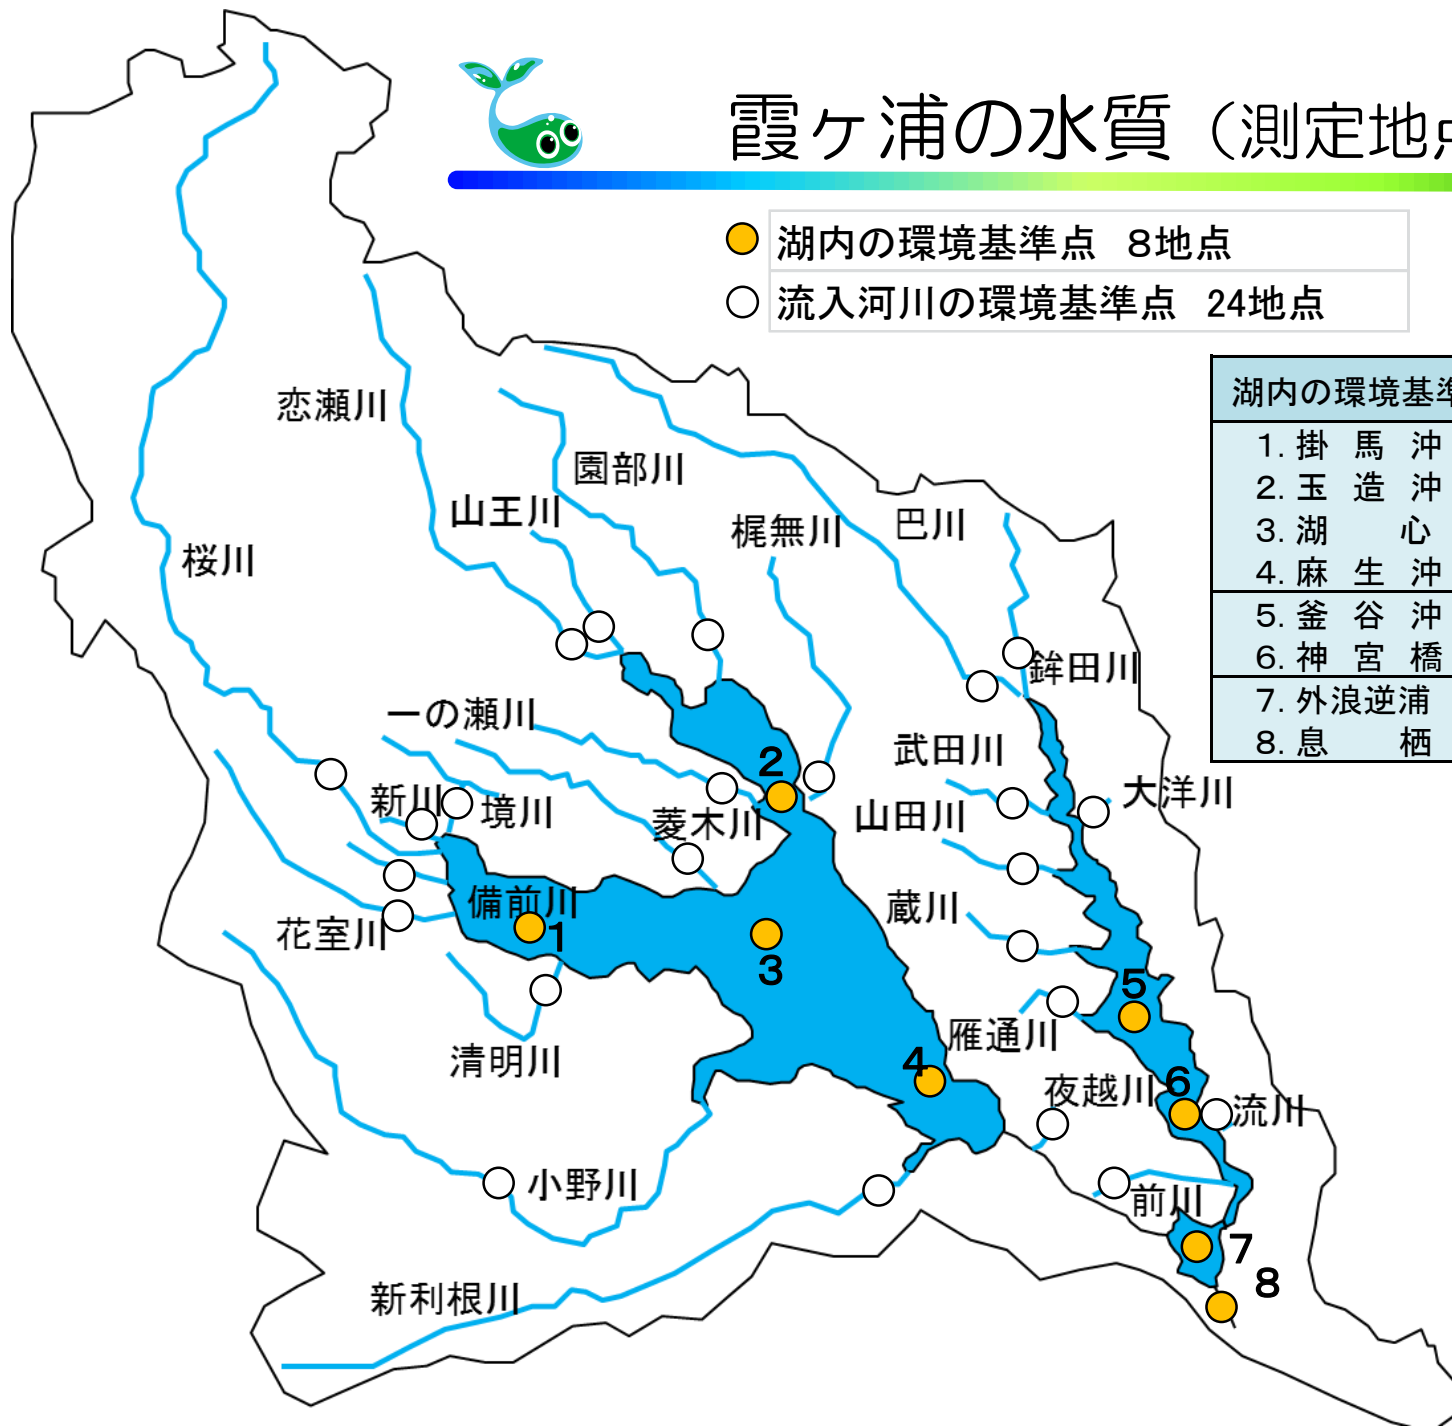 霞ヶ浦の水質（測定地点
湖内の環境基準点　8地点
流入河川の環境基準点　24地点
湖内の環境基準
1. 掛　馬　沖
2. 玉　造　沖
3. 湖　　　心
4. 麻　生　沖
5. 釜　谷　沖
6. 神　宮　橋
7. 外浪逆浦
8. 息　　　栖
恋瀬川
園部川
山王川
梶無川
巴川
桜川
鉾田川
一の瀬川
武田川
2
大洋川
新川
境川
菱木川
山田川
備前川
蔵川
花室川
1
3
5
雁通川
清明川
4
夜越川
6
流川
小野川
前川
7
8
新利根川